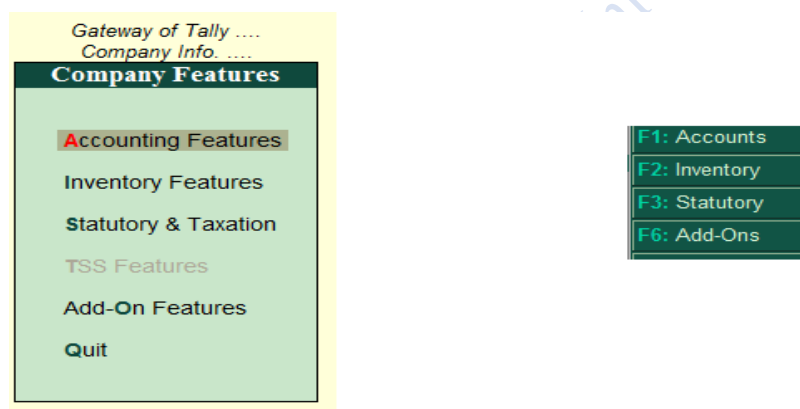 Gateway of Tally ....
Company Info. ....
Company Features
Accounting Features
Inventory Features
Statutory & Taxation
TSS Features
Add-On Features
Quit
F1: Accounts
F2: Inventory
F3: Statutory
F6: Add-Ons